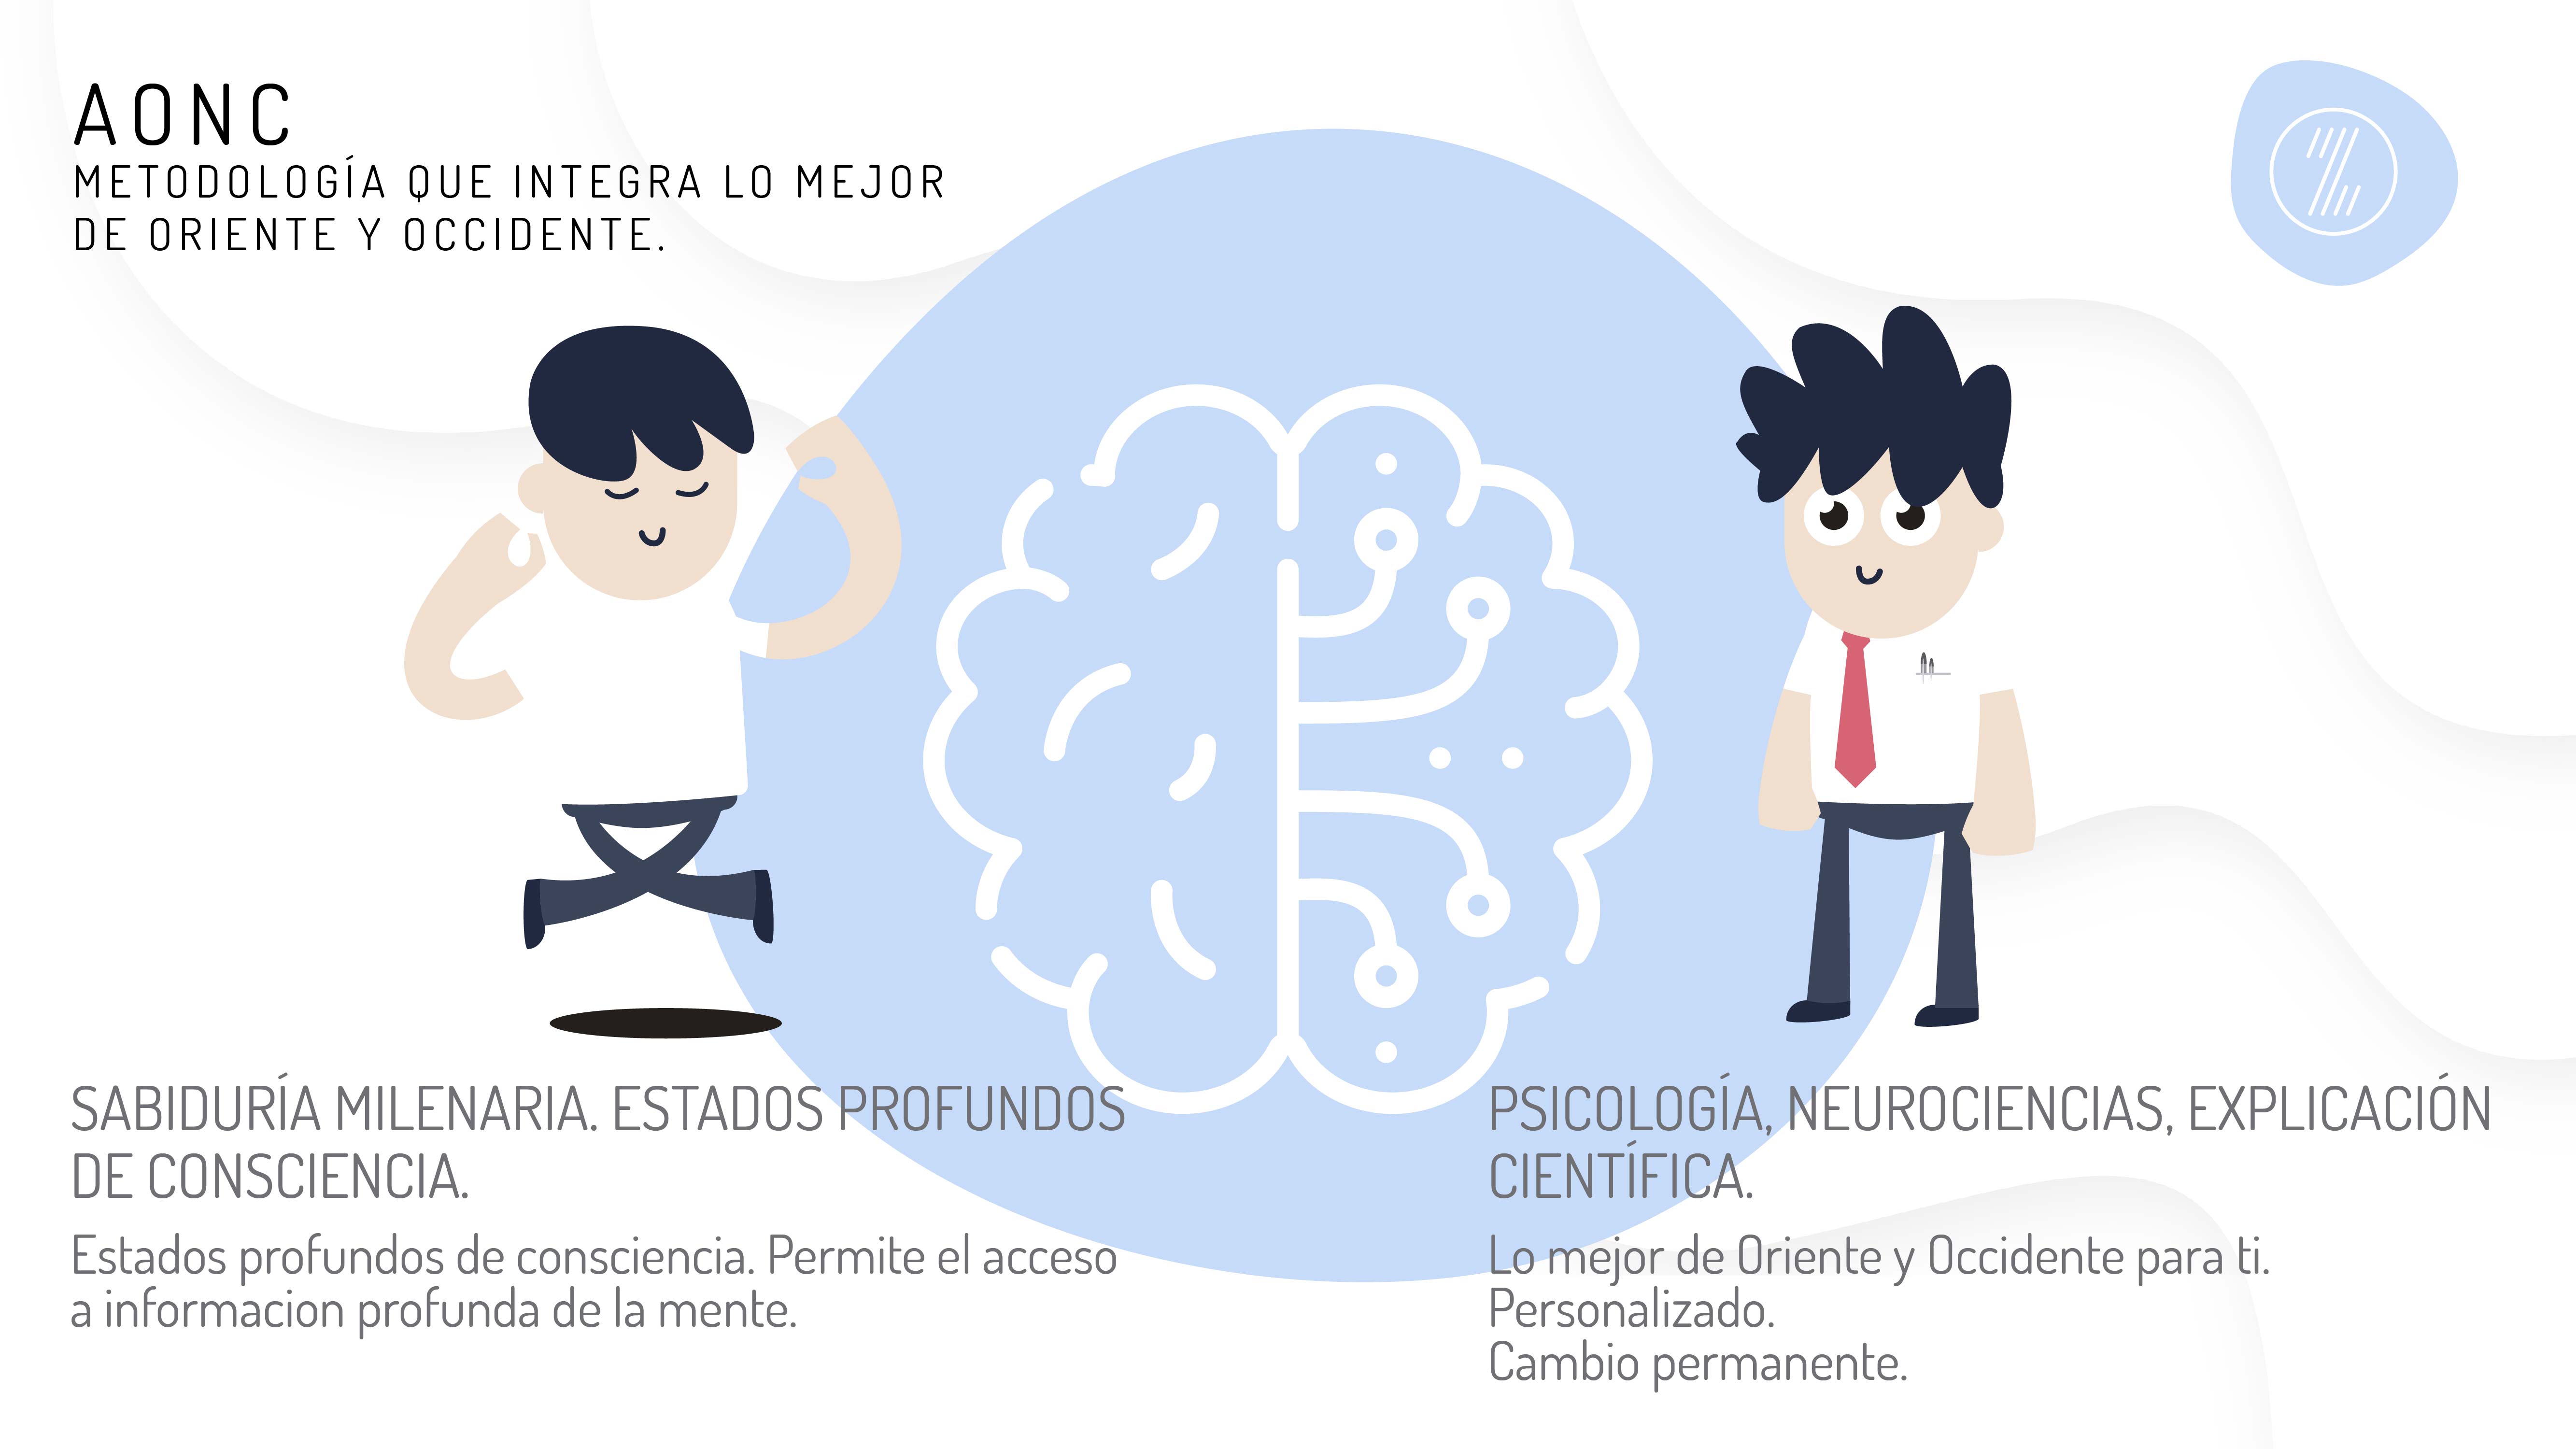 AONC
METODOLOGÍA QUE INTEGRA LO MEJOR
DE ORIENTE Y OCCIDENTE.
SABIDURÍA MILENARIA. ESTADOS PROFUNDOS
DE CONSCIENCIA.
Estados profundos de consciencia. Permite el acceso
a informacion profunda de la mente.
PSICOLOGÍA, NEUROCIENCIAS, EXPLICACIÓN
CIENTÍFICA.
Lo mejor de Oriente y Occidente para ti.
Personalizado.
Cambio permanente.